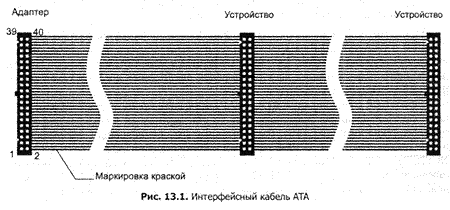 Адаптер Устройство Устройство
39 40
1 2
Маркировка краской
Рис. 13.1. Интерфейсный кабель АТА